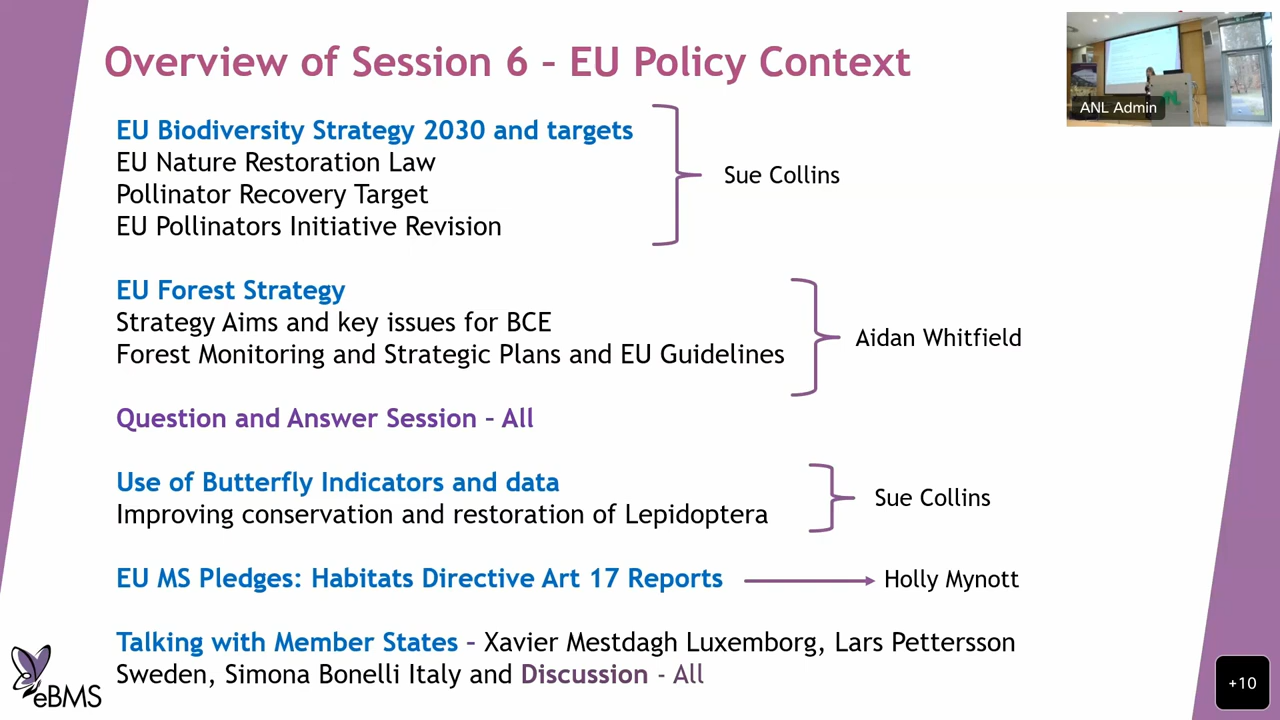 Overview of Session 6 – EU Policy Context
ANL Admin
EU Biodiversity Strategy 2030 and targets
EU Nature Restoration Law
Pollinator Recovery Target
EU Pollinators Initiative Revision
Sue Collins
EU Forest Strategy
Strategy Aims and key issues for BCE
Forest Monitoring and Strategic Plans and EU Guidelines
Aidan Whitfield
Question and Answer Session – All
Use of Butterfly Indicators and data
Improving conservation and restoration of Lepidoptera
Sue Collins
EU MS Pledges: Habitats Directive Art 17 Reports
Holly Mynott
Talking with Member States – Xavier Mestdagh Luxemborg, Lars Pettersson
Sweden, Simona Bonelli Italy and Discussion - All
eBMS
+10